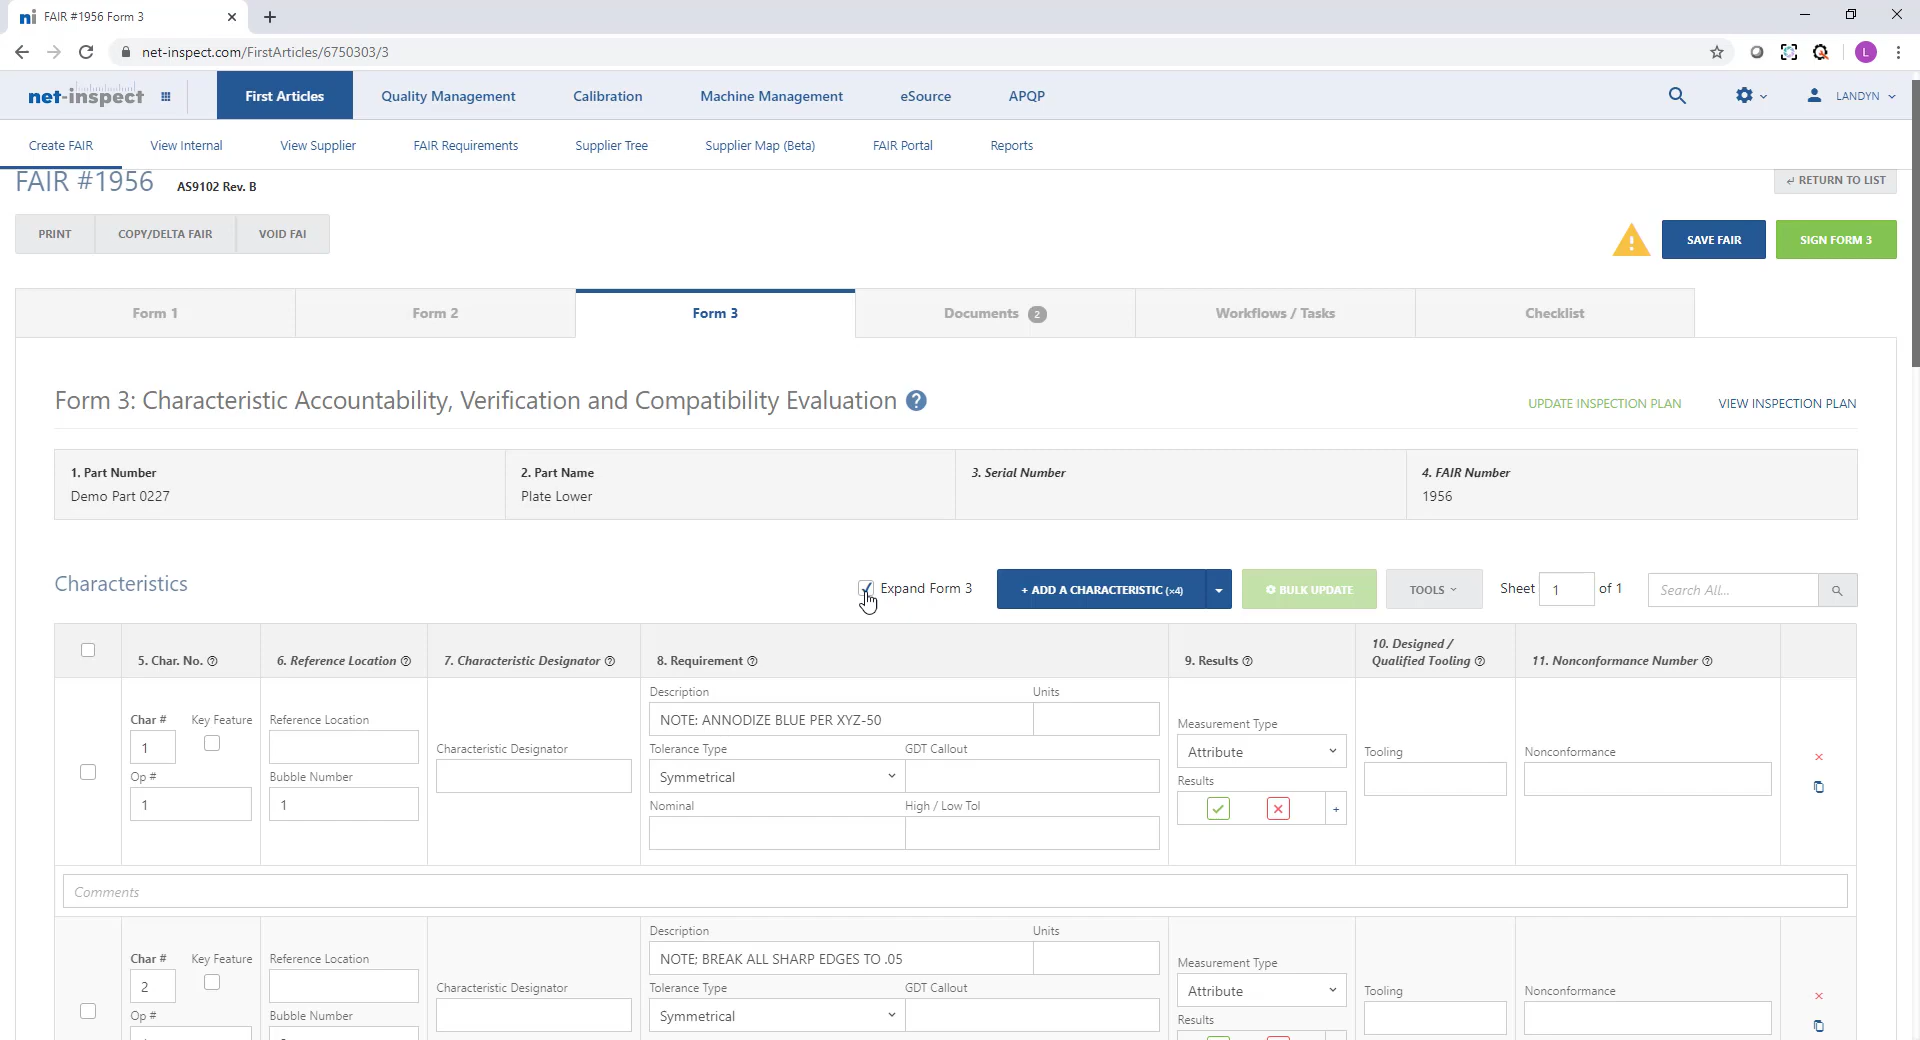 FAIR #1956 Form 3
net-inspect.com/FirstArticles/6750303/3
L
net-inspect First Articles Quality Management Calibration Machine Management eSource APQP LANDYN
Create FAIR View Internal View Supplier FAIR Requirements Supplier Tree Supplier Map (Beta) FAIR Portal Reports
FAIR #1956 AS9102 Rev. B RETURN TO LIST
PRINT COPY/DELTA FAIR VOID FAI SAVE FAIR SIGN FORM 3
Form 1 Form 2 Form 3 Documents 2 Workflows / Tasks Checklist
Form 3: Characteristic Accountability, Verification and Compatibility Evaluation ? UPDATE INSPECTION PLAN VIEW INSPECTION PLAN
1. Part Number 2. Part Name 3. Serial Number 4. FAIR Number
Demo Part 0227 Plate Lower 1956
Characteristics Expand Form 3 + ADD A CHARACTERISTIC (x4) BULK UPDATE TOOLS Sheet 1 of 1 Search All...
5. Char. No. 6. Reference Location 7. Characteristic Designator 8. Requirement 9. Results 10. Designed / Qualified Tooling 11. Nonconformance Number
Description Units
Char # Key Feature Reference Location NOTE: ANNODIZE BLUE PER XYZ-50 Measurement Type
1 Characteristic Designator Tolerance Type GDT Callout Attribute Tooling Nonconformance
Op # Bubble Number Symmetrical Results
1 1 Nominal High / Low Tol +
Comments
Description Units
Char # Key Feature Reference Location NOTE; BREAK ALL SHARP EDGES TO .05 Measurement Type
2 Characteristic Designator Tolerance Type GDT Callout Attribute Tooling Nonconformance
Op # Bubble Number Symmetrical Results